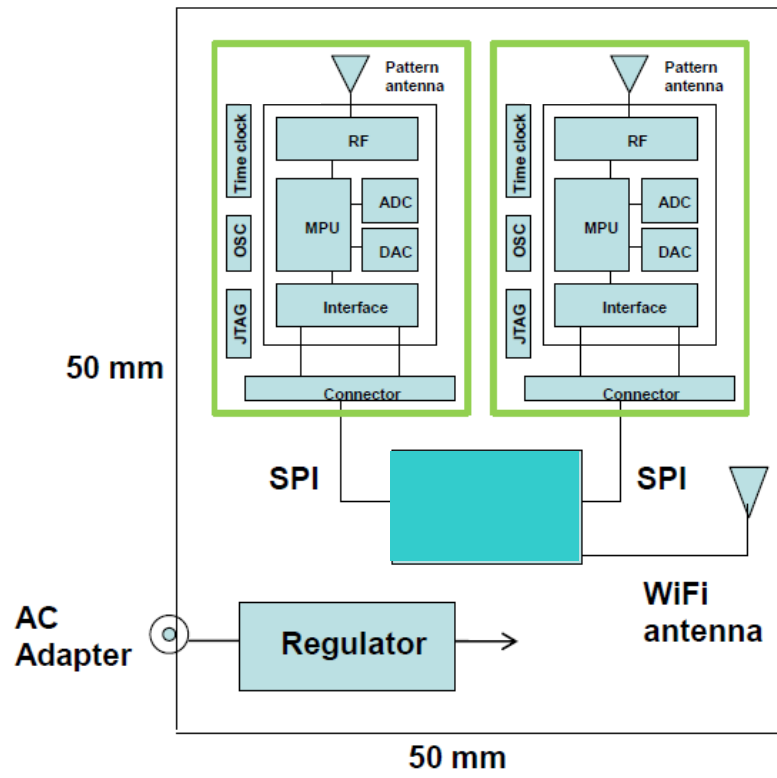 Pattern
antenna
Time clock
RF
MPU
ADC
OSC
DAC
JTAG
Interface
Connector
Pattern
antenna
Time clock
RF
MPU
ADC
OSC
DAC
JTAG
Interface
Connector
50 mm
SPI
SPI
WiFi
antenna
AC
Adapter
Regulator
50 mm